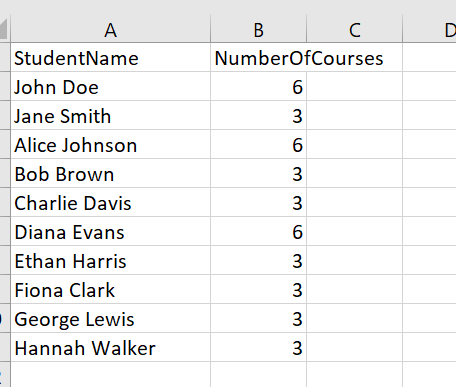 A B C D
StudentName NumberOfCourses
John Doe 6
Jane Smith 3
Alice Johnson 6
Bob Brown 3
Charlie Davis 3
Diana Evans 6
Ethan Harris 3
Fiona Clark 3
George Lewis 3
Hannah Walker 3